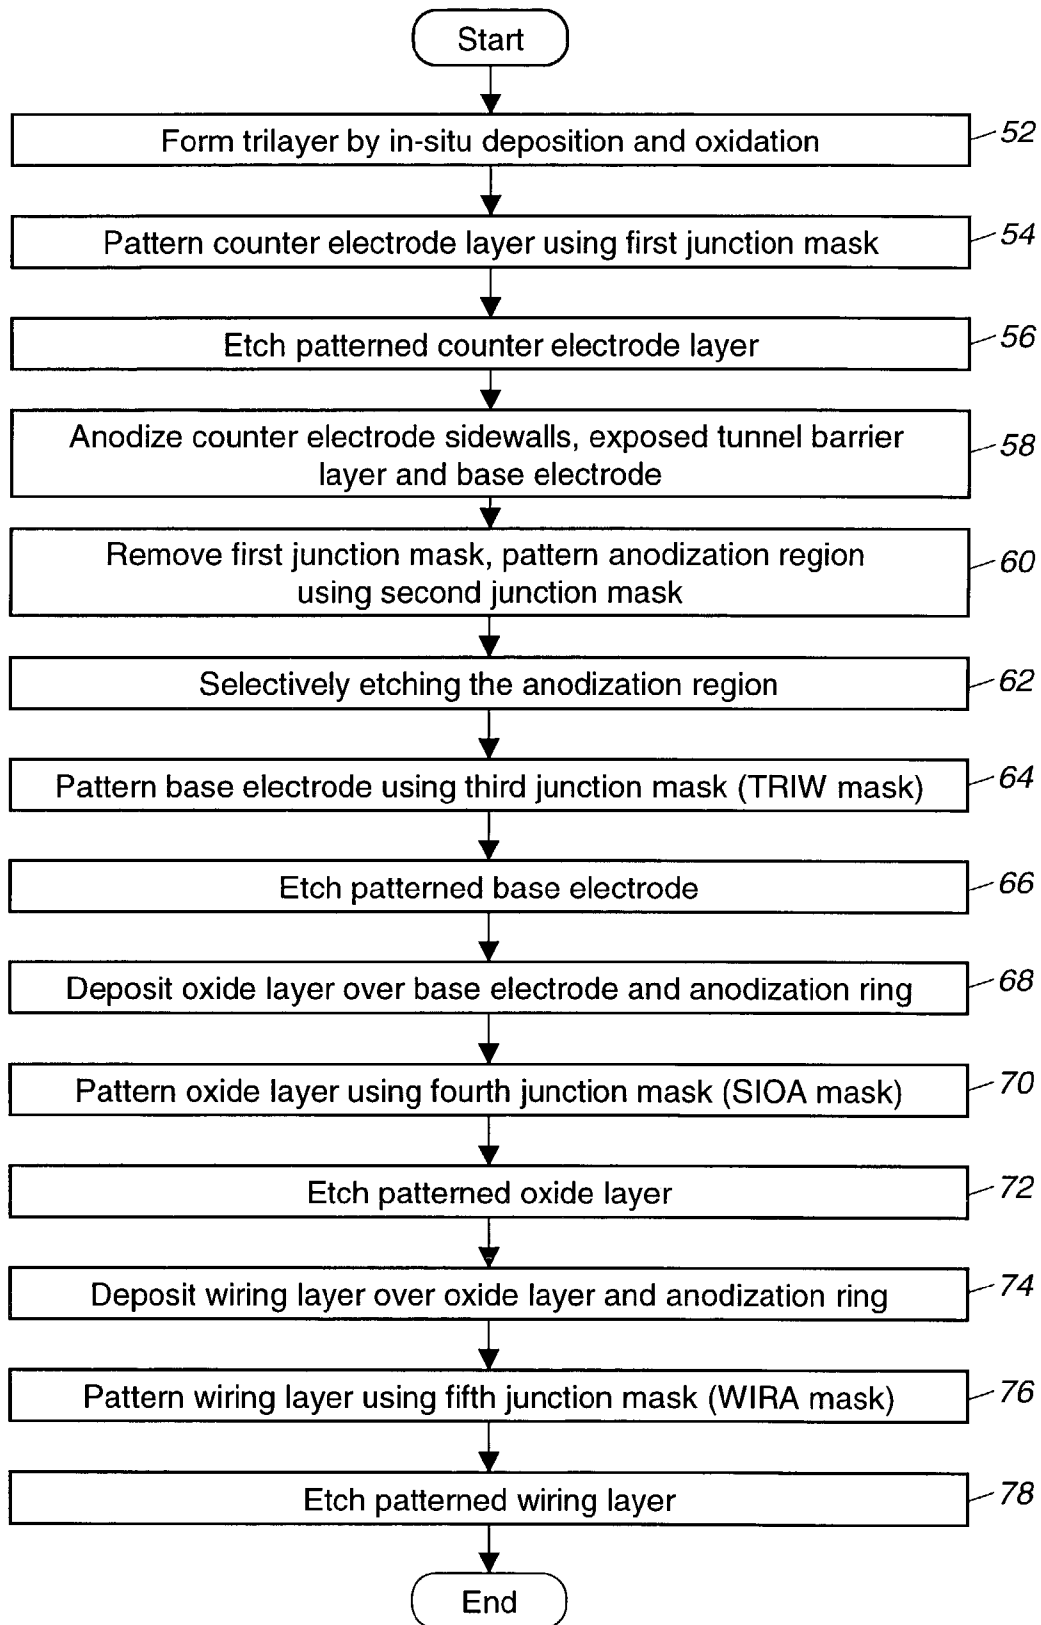 Start
Form trilayer by in-situ deposition and oxidation
52
Pattern counter electrode layer using first junction mask
54
Etch patterned counter electrode layer
56
Anodize counter electrode sidewalls, exposed tunnel barrier
layer and base electrode
58
Remove first junction mask, pattern anodization region
using second junction mask
60
Selectively etching the anodization region
62
Pattern base electrode using third junction mask (TRIW mask)
64
Etch patterned base electrode
66
Deposit oxide layer over base electrode and anodization ring
68
Pattern oxide layer using fourth junction mask (SIOA mask)
70
Etch patterned oxide layer
72
Deposit wiring layer over oxide layer and anodization ring
74
Pattern wiring layer using fifth junction mask (WIRA mask)
76
Etch patterned wiring layer
78
End